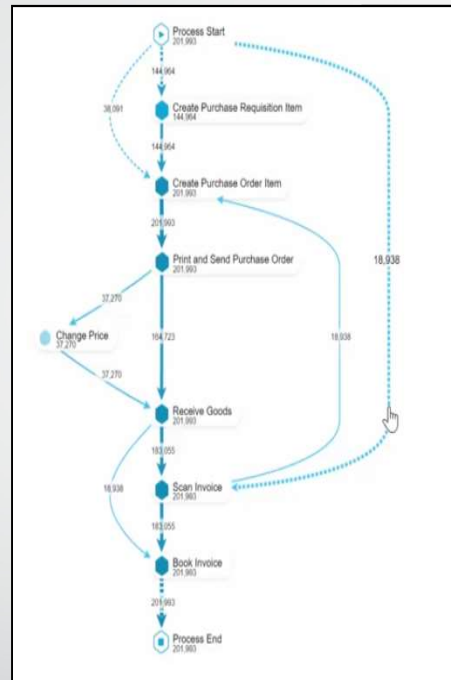 Process Start
201,993
144,964
38,091
Create Purchase Requisition Item
144,964
144,964
Create Purchase Order Item
201,993
201,993
Print and Send Purchase Order
201,993
18,938
37,270
Change Price
37,270
164,723
18,938
37,270
Receive Goods
201,993
183,055
Scan Invoice
201,993
18,938
183,055
Book Invoice
201,993
201,993
Process End
201,993